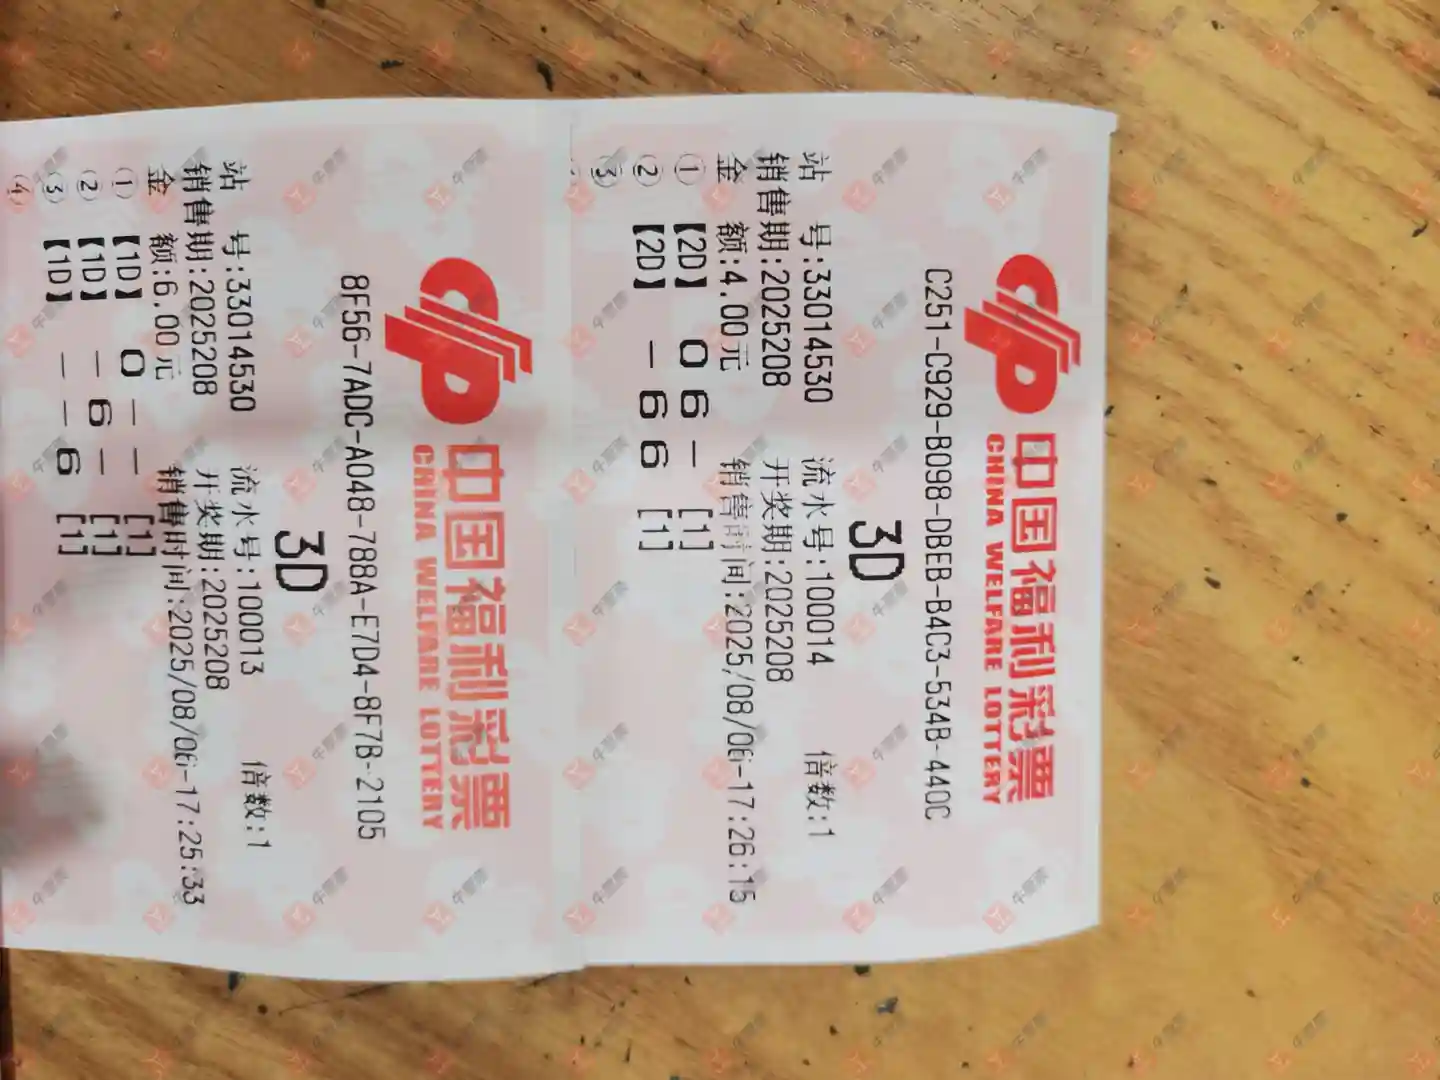 中国福利彩票
CHINA WELFARE LOTTERY
C251-C929-B098-DBEB-B4C3-534B-440C
3D
站 号:33014530 流水号:100014 倍数:1
销售期:2025208 开奖期:2025208
金 额:4.00元 销售时间:2025/08/06-17:26:15
① 【2D】 0 6 - [1]
② 【2D】 - 6 6 [1]
③
中国福利彩票
CHINA WELFARE LOTTERY
8F56-7ADC-A048-788A-E7D4-8F7B-2105
3D
站 号:33014530 流水号:100013 倍数:1
销售期:2025208 开奖期:2025208
金 额:6.00元 销售时间:2025/08/06-17:25:33
① 【1D】 0 - - [1]
② 【1D】 - 6 - [1]
③ 【1D】 - - 6 [1]
④